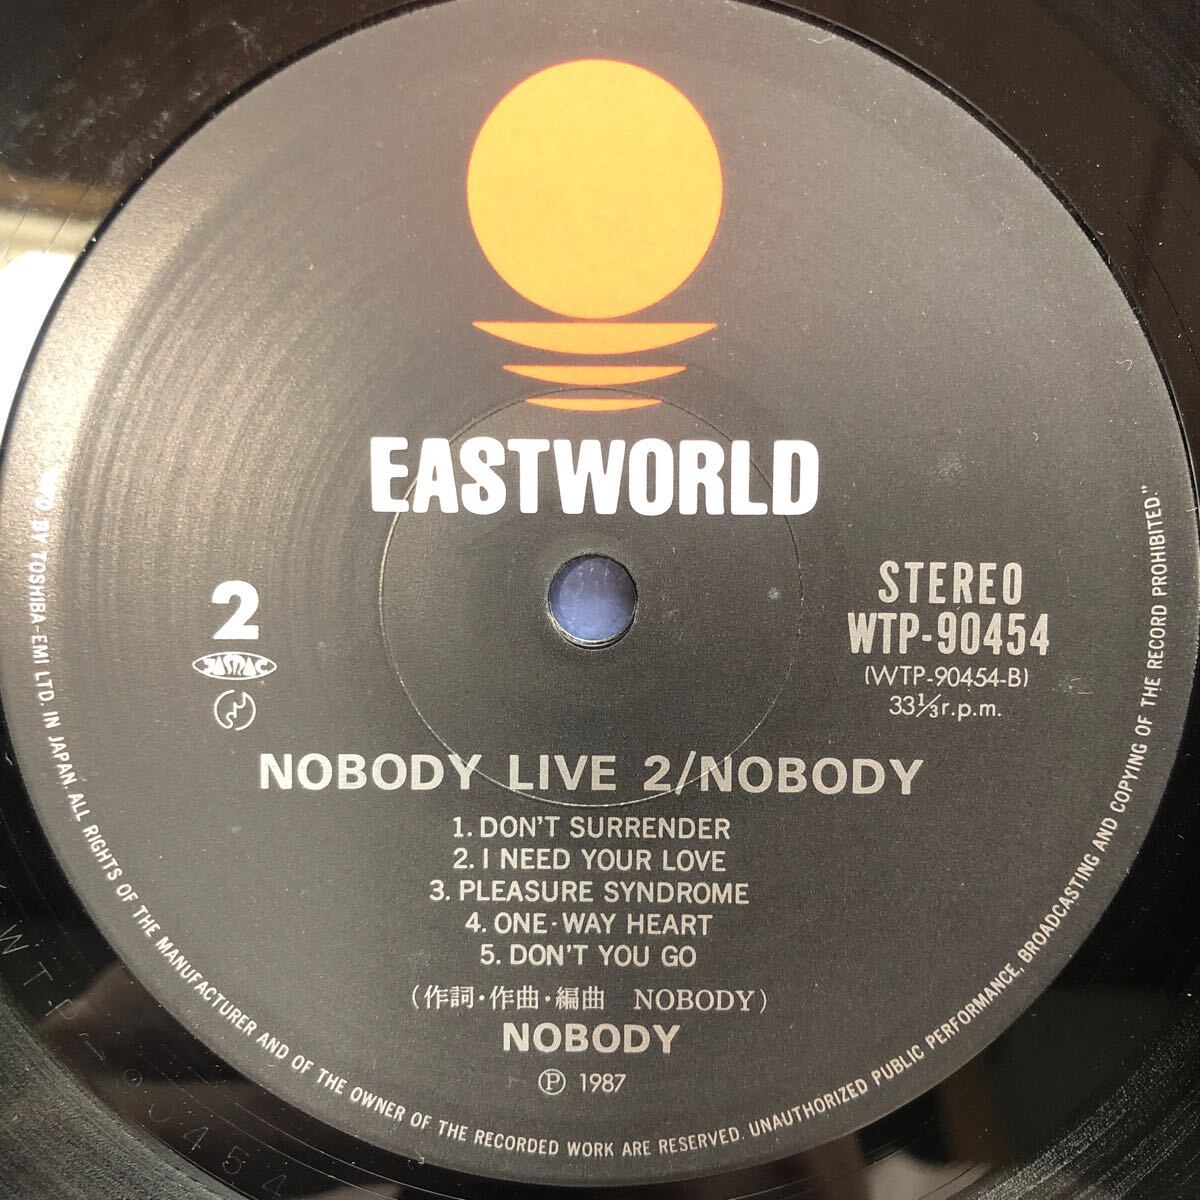 EASTWORLD
2
JASRAC
STEREO
WTP-90454
(WTP-90454-B)
33⅓r.p.m.
NOBODY LIVE 2/NOBODY
1. DON'T SURRENDER
2. I NEED YOUR LOVE
3. PLEASURE SYNDROME
4. ONE-WAY HEART
5. DON'T YOU GO
(作詞・作曲・編曲 NOBODY)
NOBODY
Ⓟ 1987
BY TOSHIBA-EMI LTD. IN JAPAN. ALL RIGHTS OF THE MANUFACTURER AND OF THE OWNER OF THE RECORDED WORK ARE RESERVED. UNAUTHORIZED PUBLIC PERFORMANCE, BROADCASTING AND COPYING OF THE RECORD PROHIBITED."
WTP-90454